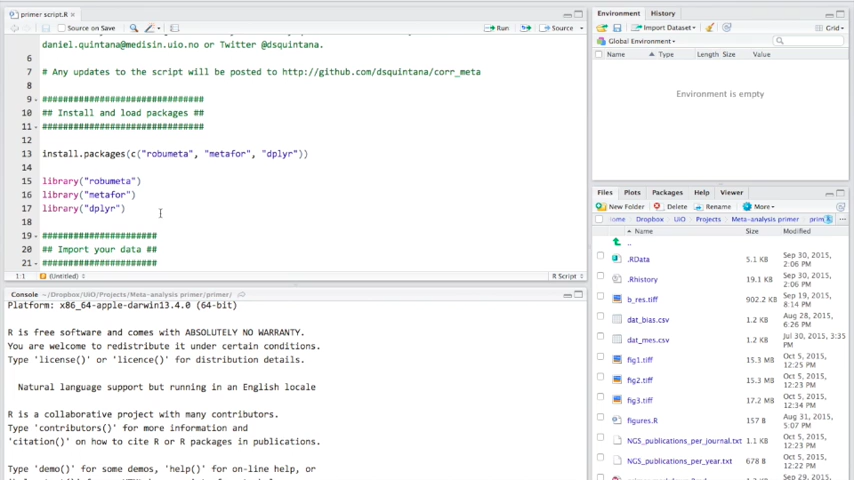 primer script.R
Source on Save
Run
Source
daniel.quintana@medisin.uio.no or Twitter @dsquintana.
6
7 # Any updates to the script will be posted to http://github.com/dsquintana/corr_meta
8
9 ###############################
10 ## Install and load packages ##
11 ###############################
12
13 install.packages(c("robumeta", "metafor", "dplyr"))
14
15 library("robumeta")
16 library("metafor")
17 library("dplyr")
18
19 ######################
20 ## Import your data ##
21 ######################
1:1 (Untitled) R Script
Console ~/Dropbox/UiO/Projects/Meta-analysis primer/primer/
Platform: x86_64-apple-darwin13.4.0 (64-bit)
R is free software and comes with ABSOLUTELY NO WARRANTY.
You are welcome to redistribute it under certain conditions.
Type 'license()' or 'licence()' for distribution details.
Natural language support but running in an English locale
R is a collaborative project with many contributors.
Type 'contributors()' for more information and
'citation()' on how to cite R or R packages in publications.
Type 'demo()' for some demos, 'help()' for on-line help, or
Environment History
Import Dataset
Grid
Global Environment
Name Type Length Size Value
Environment is empty
Files Plots Packages Help Viewer
New Folder Delete Rename More
ome Dropbox UiO Projects Meta-analysis primer prim
Name Size Modified
..
.RData 5.1 KB Sep 30, 2015, 2:06 PM
.Rhistory 19.1 KB Sep 30, 2015, 2:06 PM
b_res.tiff 902.2 KB Sep 19, 2015, 8:14 PM
dat_bias.csv 1.2 KB Aug 28, 2015, 6:26 PM
dat_mes.csv 1.2 KB Jul 30, 2015, 3:35 PM
fig1.tiff 15.3 MB Oct 5, 2015, 12:25 PM
fig2.tiff 15.3 MB Oct 5, 2015, 12:23 PM
fig3.tiff 17.2 MB Oct 5, 2015, 12:34 PM
figures.R 157 B Aug 31, 2015, 5:07 PM
NGS_publications_per_journal.txt 1.1 KB Oct 5, 2015, 12:23 PM
NGS_publications_per_year.txt 678 B Oct 5, 2015, 12:22 PM
Sep 29, 2015,